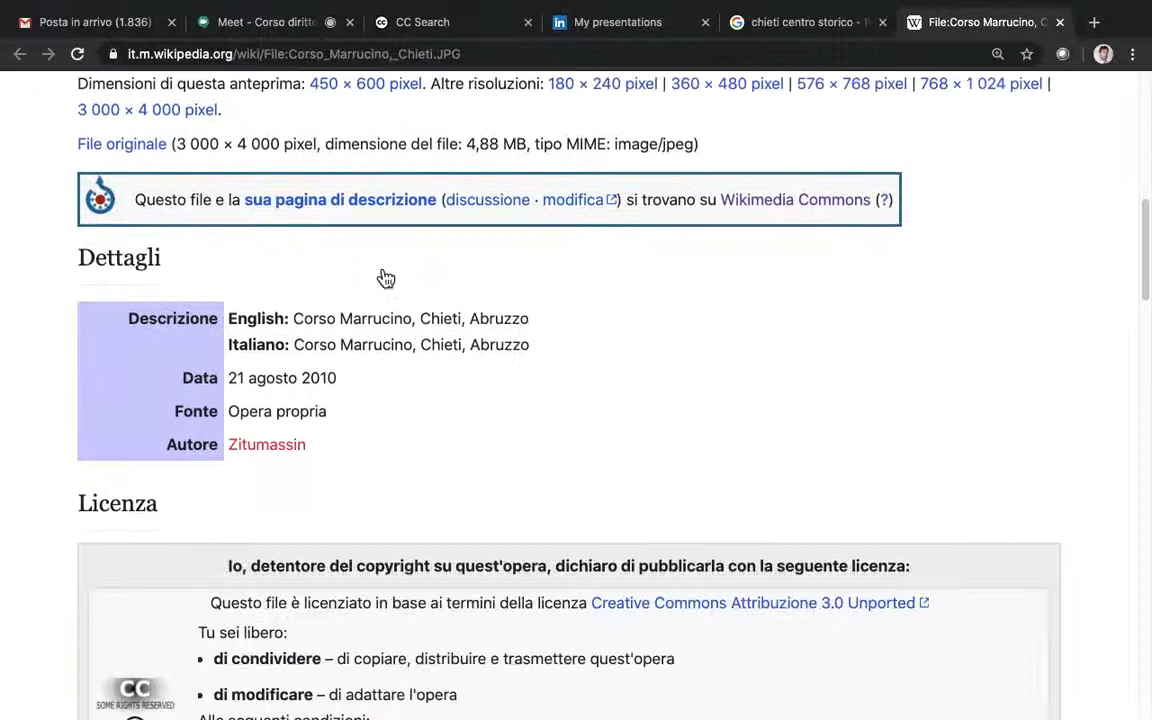 Posta in arrivo (1.836)
Meet - Corso diritto
CC Search
My presentations
chieti centro storico -
File:Corso Marrucino, C
it.m.wikipedia.org/wiki/File:Corso_Marrucino,_Chieti.JPG
Dimensioni di questa anteprima: 450 × 600 pixel. Altre risoluzioni: 180 × 240 pixel | 360 × 480 pixel | 576 × 768 pixel | 768 × 1 024 pixel |
3 000 × 4 000 pixel.
File originale (3 000 × 4 000 pixel, dimensione del file: 4,88 MB, tipo MIME: image/jpeg)
Questo file e la sua pagina di descrizione (discussione · modifica) si trovano su Wikimedia Commons (?)
Dettagli
Descrizione English: Corso Marrucino, Chieti, Abruzzo
Italiano: Corso Marrucino, Chieti, Abruzzo
Data 21 agosto 2010
Fonte Opera propria
Autore Zitumassin
Licenza
Io, detentore del copyright su quest'opera, dichiaro di pubblicarla con la seguente licenza:
Questo file è licenziato in base ai termini della licenza Creative Commons Attribuzione 3.0 Unported
Tu sei libero:
• di condividere – di copiare, distribuire e trasmettere quest'opera
• di modificare – di adattare l'opera
CC
SOME RIGHTS RESERVED
Alle seguenti condizioni: